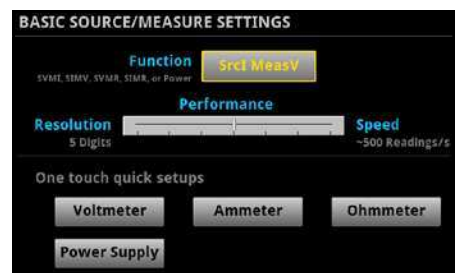 BASIC SOURCE/MEASURE SETTINGS
Function
SrcI MeasV
SVMI, SIMV, SVMR, SIMR, or Power
Performance
Resolution
Speed
5 Digits
~500 Readings/s
One touch quick setups
Voltmeter
Ammeter
Ohmmeter
Power Supply